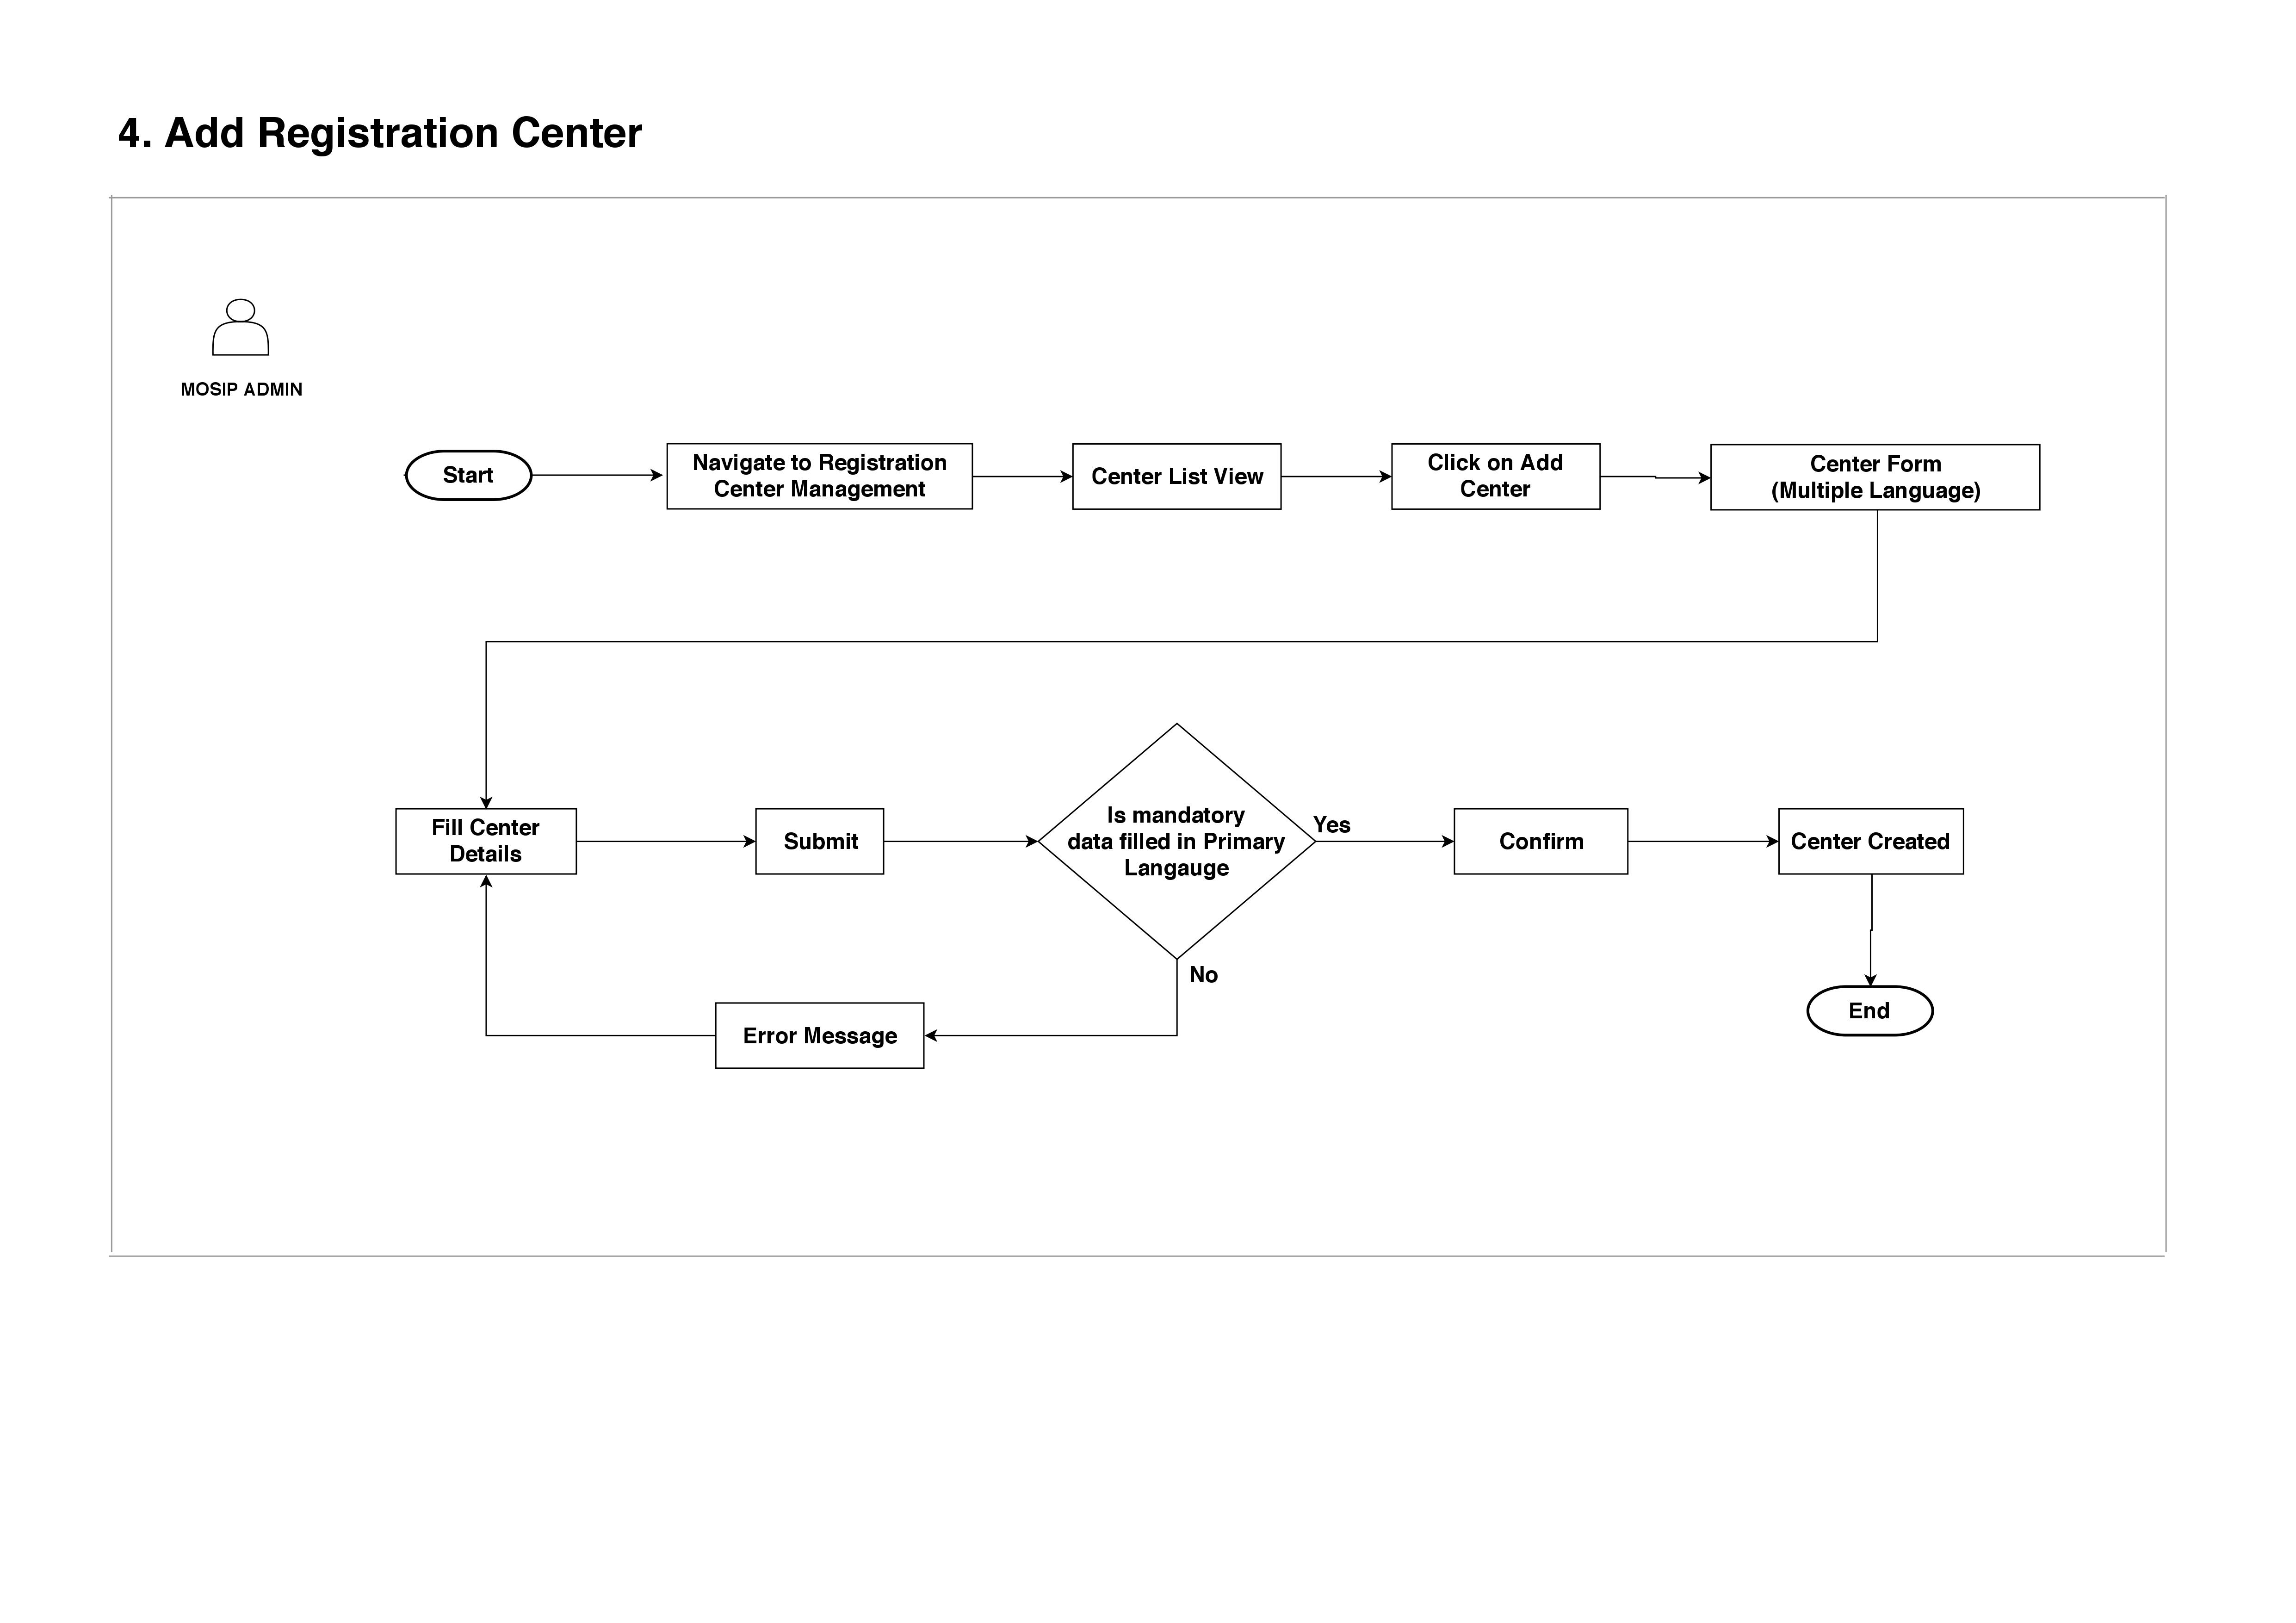 4. Add Registration Center
MOSIP ADMIN
Start
Navigate to Registration
Center Management
Center List View
Click on Add
Center
Center Form
(Multiple Language)
Fill Center
Details
Submit
Is mandatory
data filled in Primary
Langauge
Yes
Confirm
Center Created
No
Error Message
End